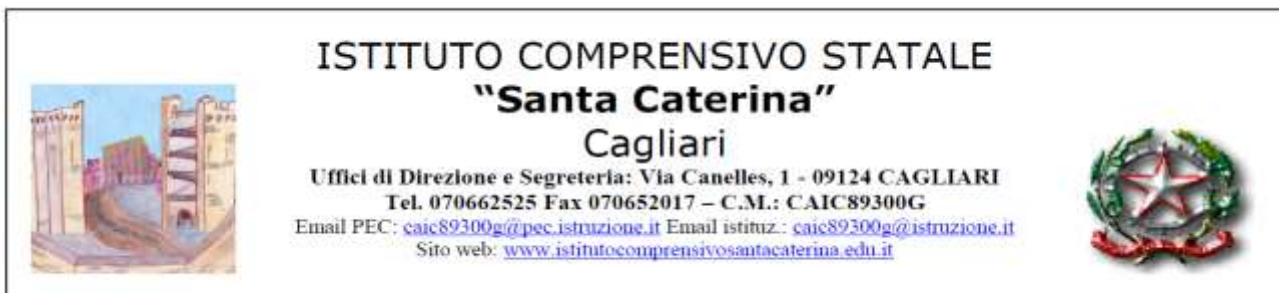 ISTITUTO COMPRENSIVO STATALE
“Santa Caterina”
Cagliari
Uffici di Direzione e Segreteria: Via Canelles, 1 - 09124 CAGLIARI
Tel. 070662525 Fax 070652017 – C.M.: CAIC89300G
Email PEC: caic89300g@pec.istruzione.it Email istituz.: caic89300g@istruzione.it
Sito web: www.istitutocomprensivosantacaterina.edu.it